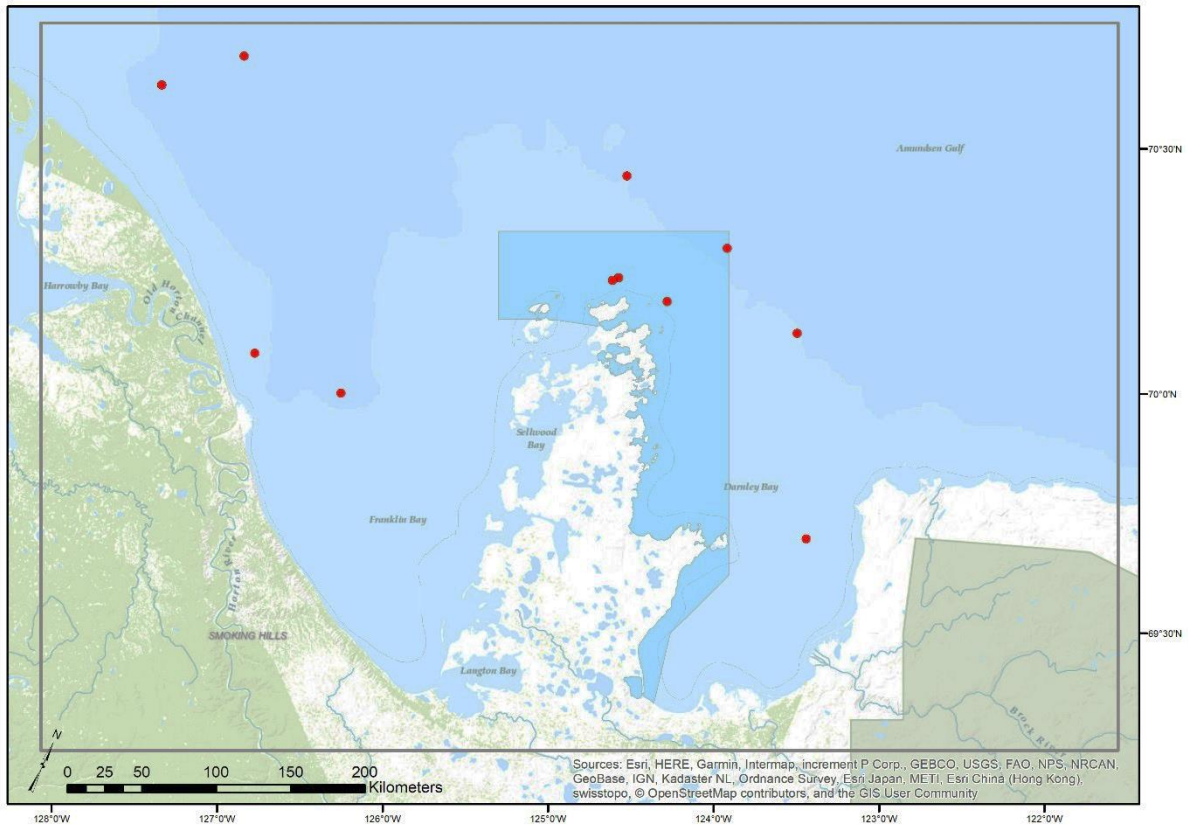 Amundsen Gulf
70°30'N
Harrowby Bay
Old Horton Channel
70°0'N
Sellwood
Bay
Darnley Bay
Franklin Bay
Horton River
SMOKING HILLS
69°30'N
Langton Bay
Brock River
N
0 25 50 100 150 200
Kilometers
Sources: Esri, HERE, Garmin, Intermap, increment P Corp., GEBCO, USGS, FAO, NPS, NRCAN,
GeoBase, IGN, Kadaster NL, Ordnance Survey, Esri Japan, METI, Esri China (Hong Kong),
swisstopo, © OpenStreetMap contributors, and the GIS User Community
128°0'W 127°0'W 126°0'W 125°0'W 124°0'W 123°0'W 122°0'W